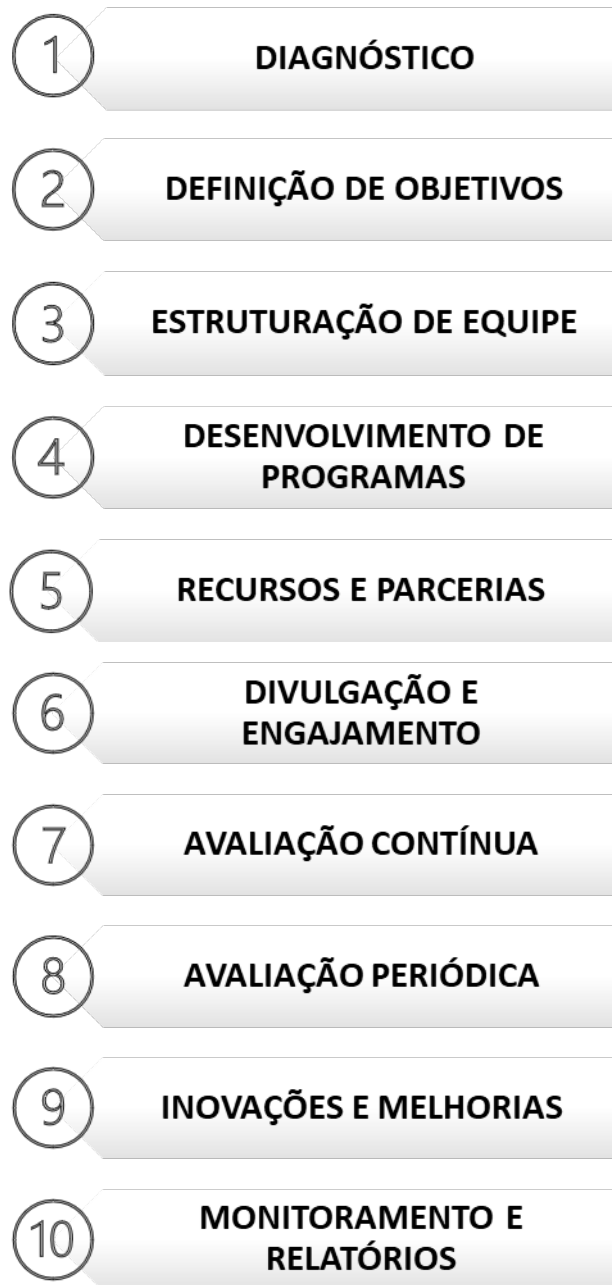 1
DIAGNÓSTICO
2
DEFINIÇÃO DE OBJETIVOS
3
ESTRUTURAÇÃO DE EQUIPE
4
DESENVOLVIMENTO DE
PROGRAMAS
5
RECURSOS E PARCERIAS
6
DIVULGAÇÃO E
ENGAJAMENTO
7
AVALIAÇÃO CONTÍNUA
8
AVALIAÇÃO PERIÓDICA
9
INOVAÇÕES E MELHORIAS
10
MONITORAMENTO E
RELATÓRIOS